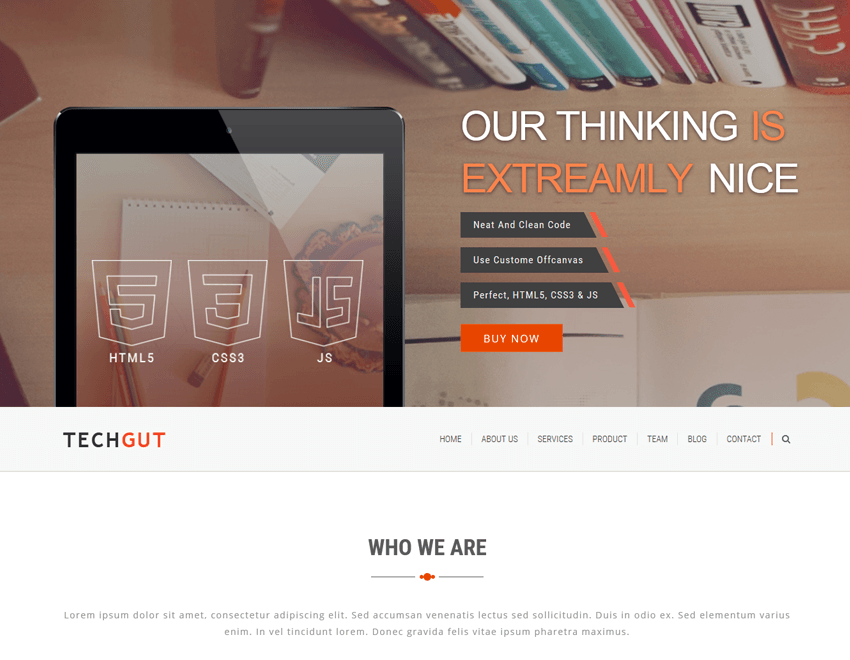 OUR THINKING IS
EXTREAMLY NICE
Neat And Clean Code
Use Custome Offcanvas
Perfect, HTML5, CSS3 & JS
BUY NOW
HTML5 CSS3 JS
TECHGUT
HOME ABOUT US SERVICES PRODUCT TEAM BLOG CONTACT
WHO WE ARE
Lorem ipsum dolor sit amet, consectetur adipiscing elit. Sed accumsan venenatis lectus sed sollicitudin. Duis in odio ex. Sed elementum varius
enim. In vel tincidunt lorem. Donec gravida felis vitae ipsum pharetra maximus.